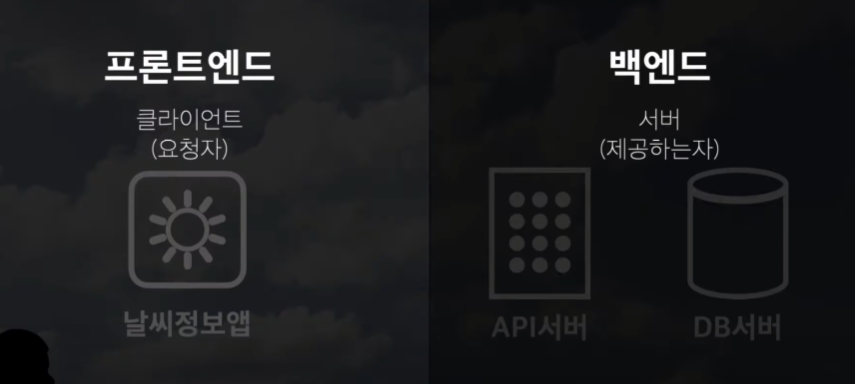 프론트엔드
클라이언트
(요청자)
날씨정보앱
백엔드
서버
(제공하는자)
API서버
DB서버